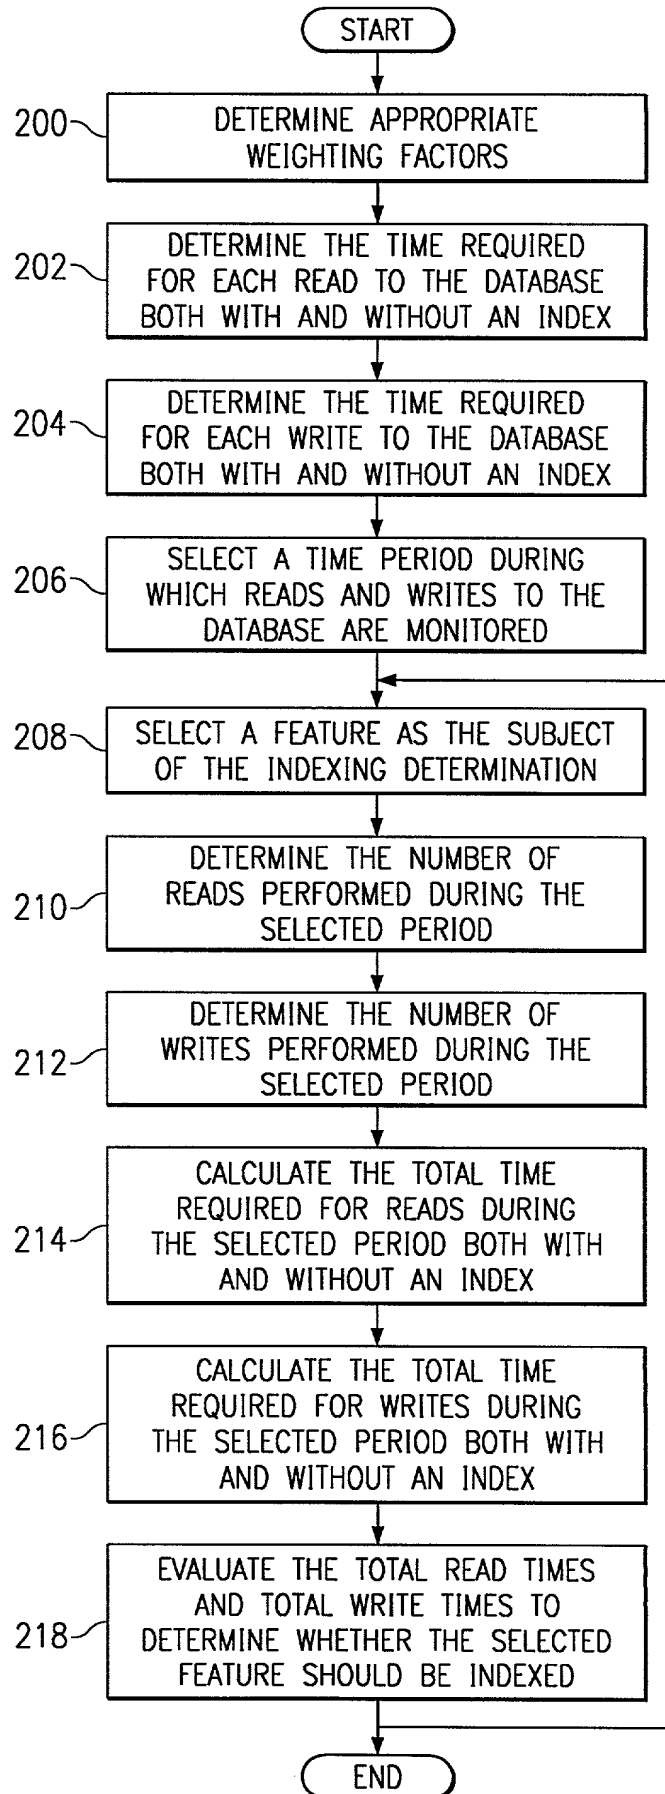 START
200
DETERMINE APPROPRIATE
WEIGHTING FACTORS
202
DETERMINE THE TIME REQUIRED
FOR EACH READ TO THE DATABASE
BOTH WITH AND WITHOUT AN INDEX
204
DETERMINE THE TIME REQUIRED
FOR EACH WRITE TO THE DATABASE
BOTH WITH AND WITHOUT AN INDEX
206
SELECT A TIME PERIOD DURING
WHICH READS AND WRITES TO THE
DATABASE ARE MONITORED
208
SELECT A FEATURE AS THE SUBJECT
OF THE INDEXING DETERMINATION
210
DETERMINE THE NUMBER OF
READS PERFORMED DURING THE
SELECTED PERIOD
212
DETERMINE THE NUMBER OF
WRITES PERFORMED DURING THE
SELECTED PERIOD
214
CALCULATE THE TOTAL TIME
REQUIRED FOR READS DURING
THE SELECTED PERIOD BOTH WITH
AND WITHOUT AN INDEX
216
CALCULATE THE TOTAL TIME
REQUIRED FOR WRITES DURING
THE SELECTED PERIOD BOTH WITH
AND WITHOUT AN INDEX
218
EVALUATE THE TOTAL READ TIMES
AND TOTAL WRITE TIMES TO
DETERMINE WHETHER THE SELECTED
FEATURE SHOULD BE INDEXED
END